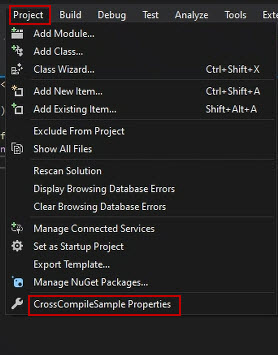 Project Build Debug Test Analyze Tools Exte
Add Module...
Add Class...
Class Wizard... Ctrl+Shift+X
Add New Item... Ctrl+Shift+A
Add Existing Item... Shift+Alt+A
Exclude From Project
Show All Files
Rescan Solution
Display Browsing Database Errors
Clear Browsing Database Errors
Manage Connected Services
Set as Startup Project
Export Template...
Manage NuGet Packages...
CrossCompileSample Properties